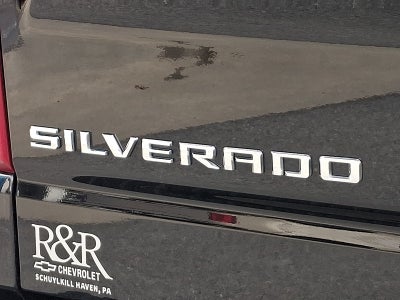 SILVERADO
R&R
CHEVROLET
SCHUYLKILL HAVEN, PA